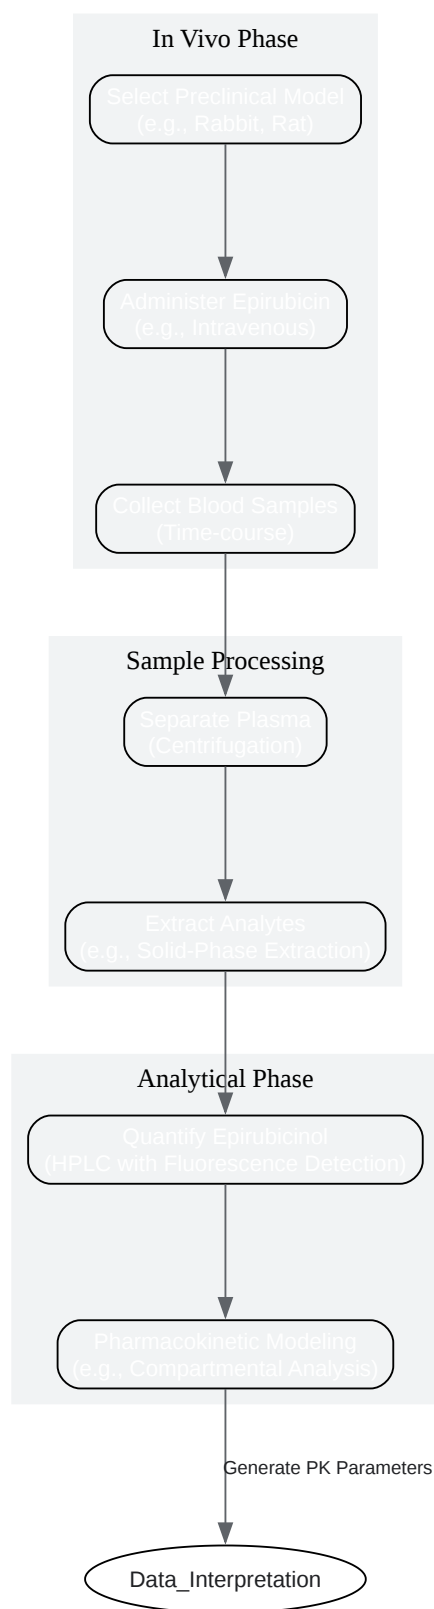 In Vivo Phase
Select Preclinical Model
(e.g., Rabbit, Rat)
Administer Epirubicin
(e.g., Intravenous)
Collect Blood Samples
(Time-course)
Sample Processing
Separate Plasma
(Centrifugation)
Extract Analytes
(e.g., Solid-Phase Extraction)
Analytical Phase
Quantify Epirubicinol
(HPLC with Fluorescence Detection)
Pharmacokinetic Modeling
(e.g., Compartmental Analysis)
Generate PK Parameters
Data_Interpretation